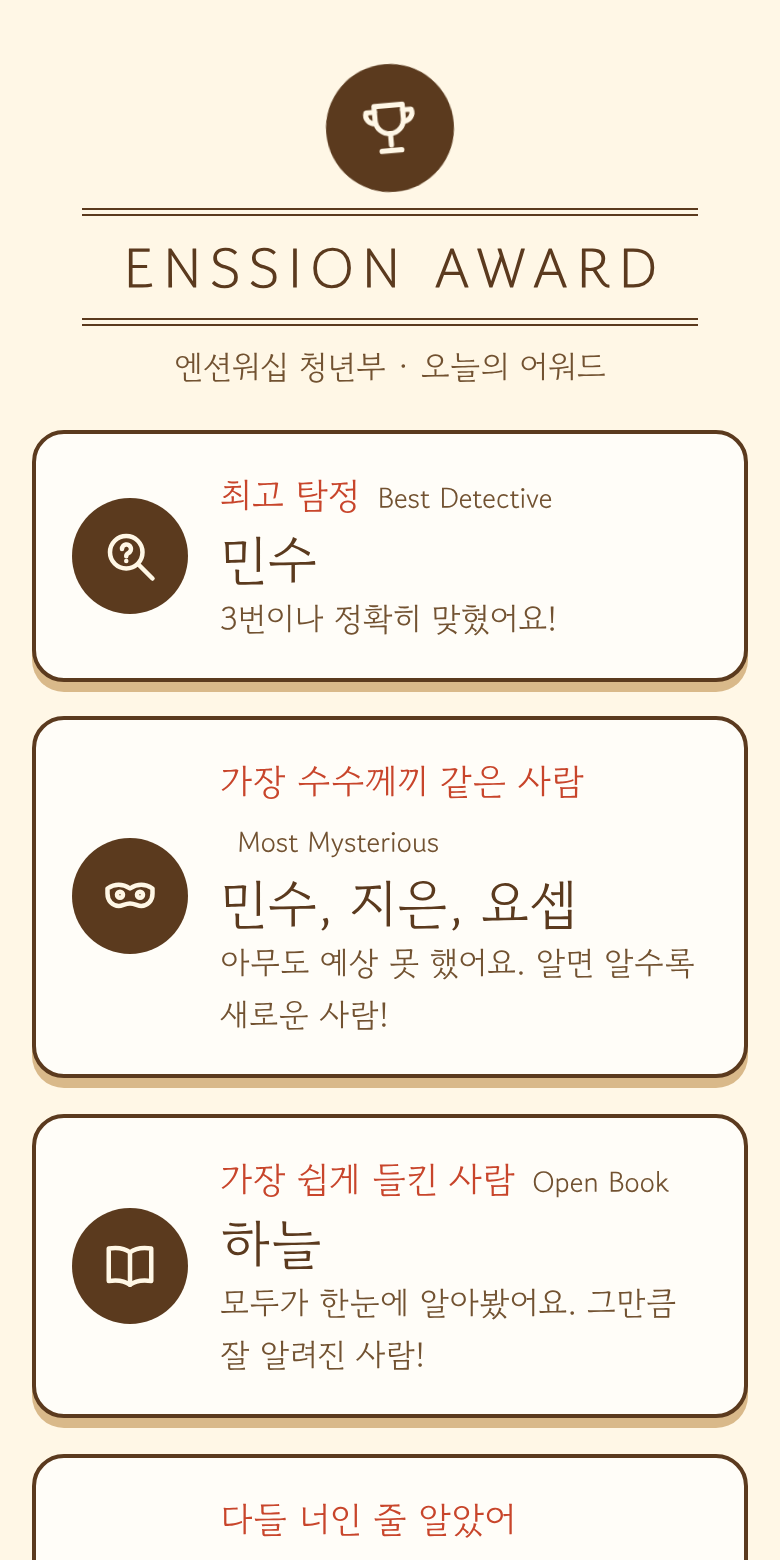 ENSSION AWARD
엔션워십 청년부 · 오늘의 어워드
최고 탐정 Best Detective
민수
3번이나 정확히 맞혔어요!
가장 수수께끼 같은 사람
Most Mysterious
민수, 지은, 요셉
아무도 예상 못 했어요. 알면 알수록
새로운 사람!
가장 쉽게 들킨 사람 Open Book
하늘
모두가 한눈에 알아봤어요. 그만큼
잘 알려진 사람!
다들 너인 줄 알았어